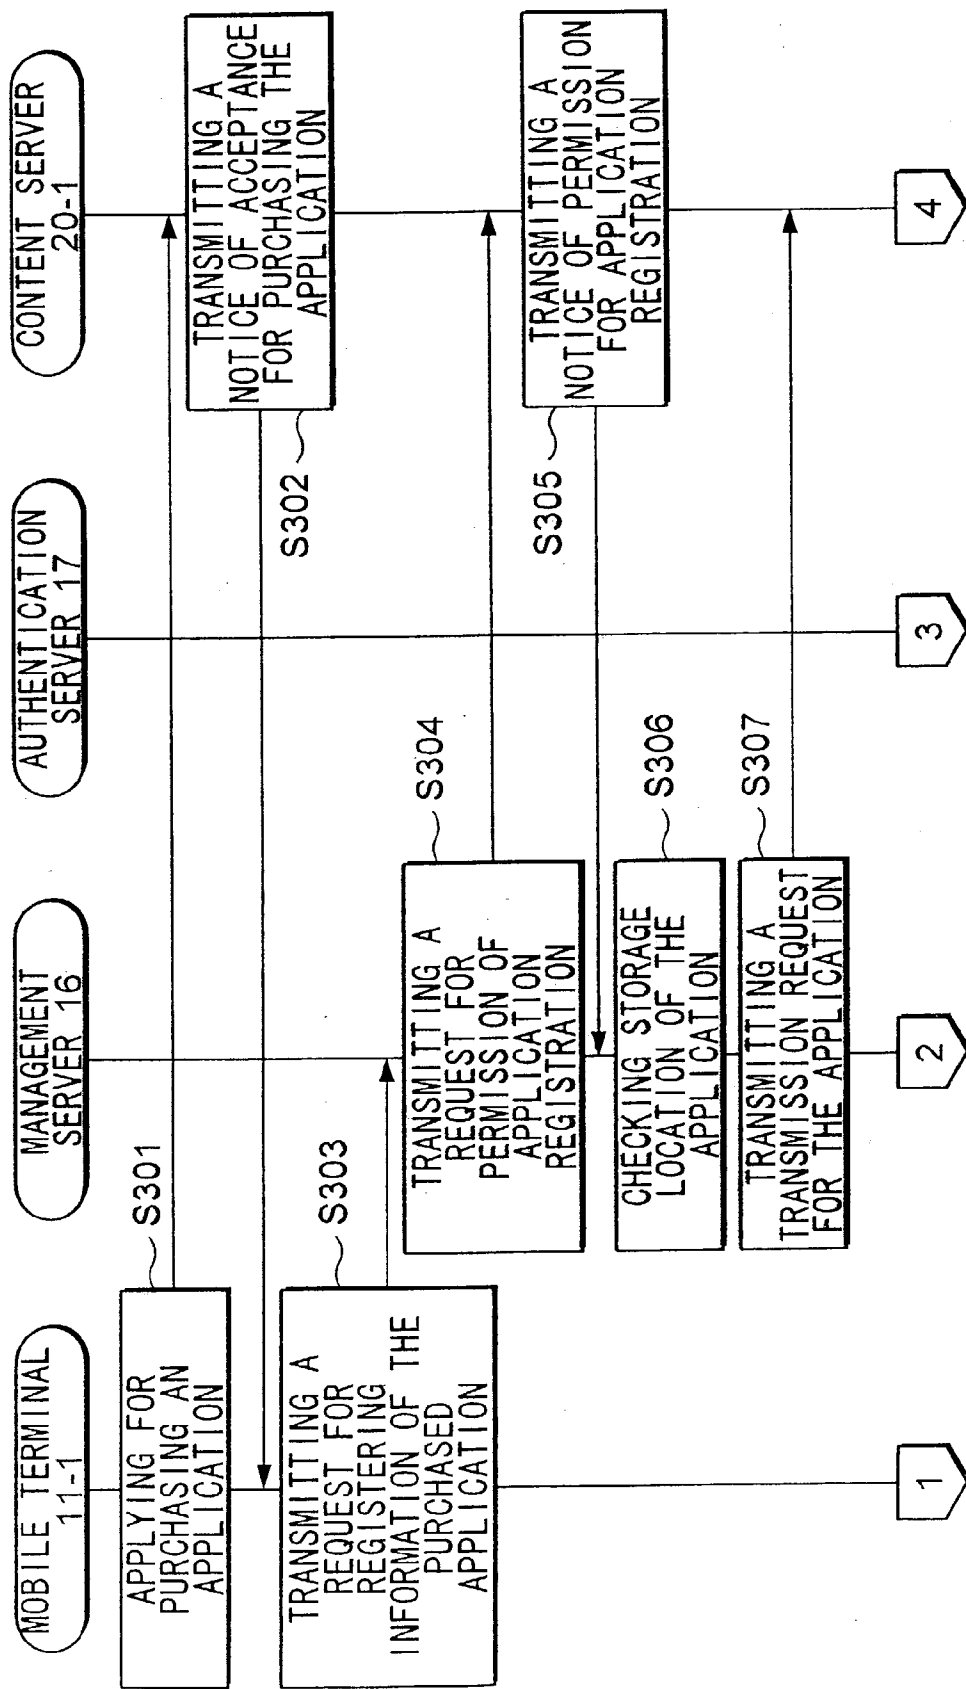 MOBILE TERMINAL
11-1
MANAGEMENT
SERVER 16
AUTHENTICATION
SERVER 17
CONTENT SERVER
20-1
APPLYING FOR
PURCHASING AN
APPLICATION
S301
TRANSMITTING A
NOTICE OF ACCEPTANCE
FOR PURCHASING THE
APPLICATION
S302
TRANSMITTING A
REQUEST FOR
REGISTERING
INFORMATION OF THE
PURCHASED
APPLICATION
S303
TRANSMITTING A
REQUEST FOR
PERMISSION OF
APPLICATION
REGISTRATION
S304
TRANSMITTING A
NOTICE OF PERMISSION
FOR APPLICATION
REGISTRATION
S305
CHECKING STORAGE
LOCATION OF THE
APPLICATION
S306
TRANSMITTING A
TRANSMISSION REQUEST
FOR THE APPLICATION
S307
1
2
3
4